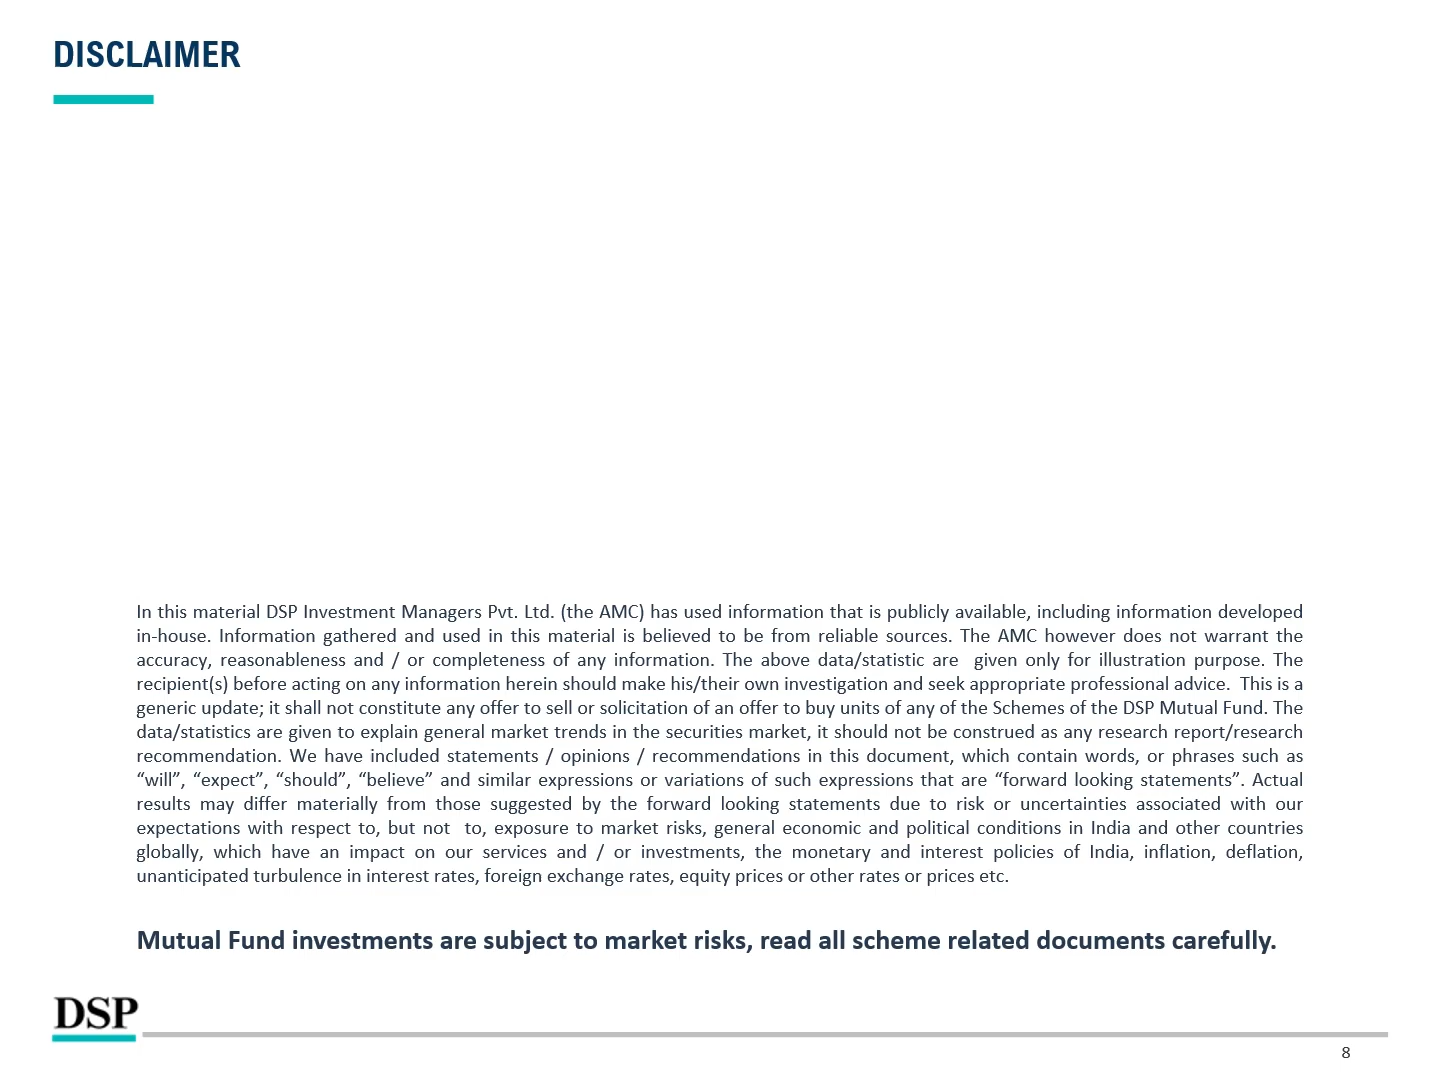 DISCLAIMER
In this material DSP Investment Managers Pvt. Ltd. (the AMC) has used information that is publicly available, including information developed
in-house. Information gathered and used in this material is believed to be from reliable sources. The AMC however does not warrant the
accuracy, reasonableness and / or completeness of any information. The above data/statistic are  given only for illustration purpose. The
recipient(s) before acting on any information herein should make his/their own investigation and seek appropriate professional advice.  This is a
generic update; it shall not constitute any offer to sell or solicitation of an offer to buy units of any of the Schemes of the DSP Mutual Fund. The
data/statistics are given to explain general market trends in the securities market, it should not be construed as any research report/research
recommendation. We have included statements / opinions / recommendations in this document, which contain words, or phrases such as
“will”, “expect”, “should”, “believe” and similar expressions or variations of such expressions that are “forward looking statements”. Actual
results may differ materially from those suggested by the forward looking statements due to risk or uncertainties associated with our
expectations with respect to, but not  to, exposure to market risks, general economic and political conditions in India and other countries
globally, which have an impact on our services and / or investments, the monetary and interest policies of India, inflation, deflation,
unanticipated turbulence in interest rates, foreign exchange rates, equity prices or other rates or prices etc.
Mutual Fund investments are subject to market risks, read all scheme related documents carefully.
DSP
8